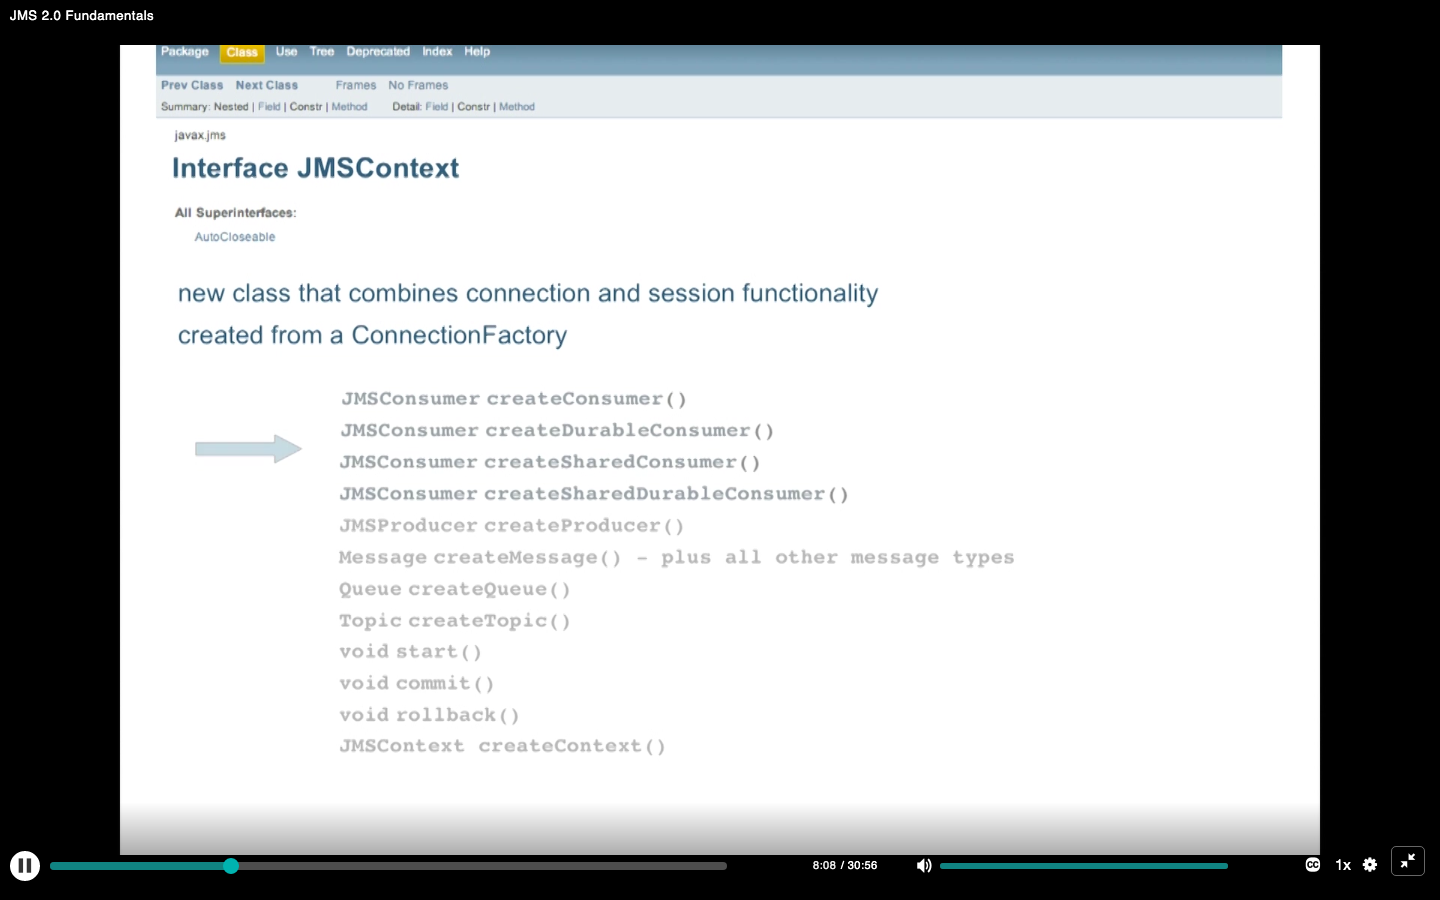 JMS 2.0 Fundamentals
Package Class Use Tree Deprecated Index Help
Prev Class Next Class Frames No Frames
Summary: Nested | Field | Constr | Method Detail: Field | Constr | Method
javax.jms
Interface JMSContext
All Superinterfaces:
AutoCloseable
new class that combines connection and session functionality
created from a ConnectionFactory
JMSConsumer createConsumer()
JMSConsumer createDurableConsumer()
JMSConsumer createSharedConsumer()
JMSConsumer createSharedDurableConsumer()
JMSProducer createProducer()
Message createMessage() - plus all other message types
Queue createQueue()
Topic createTopic()
void start()
void commit()
void rollback()
JMSContext createContext()
8:08 / 30:56 CC 1x